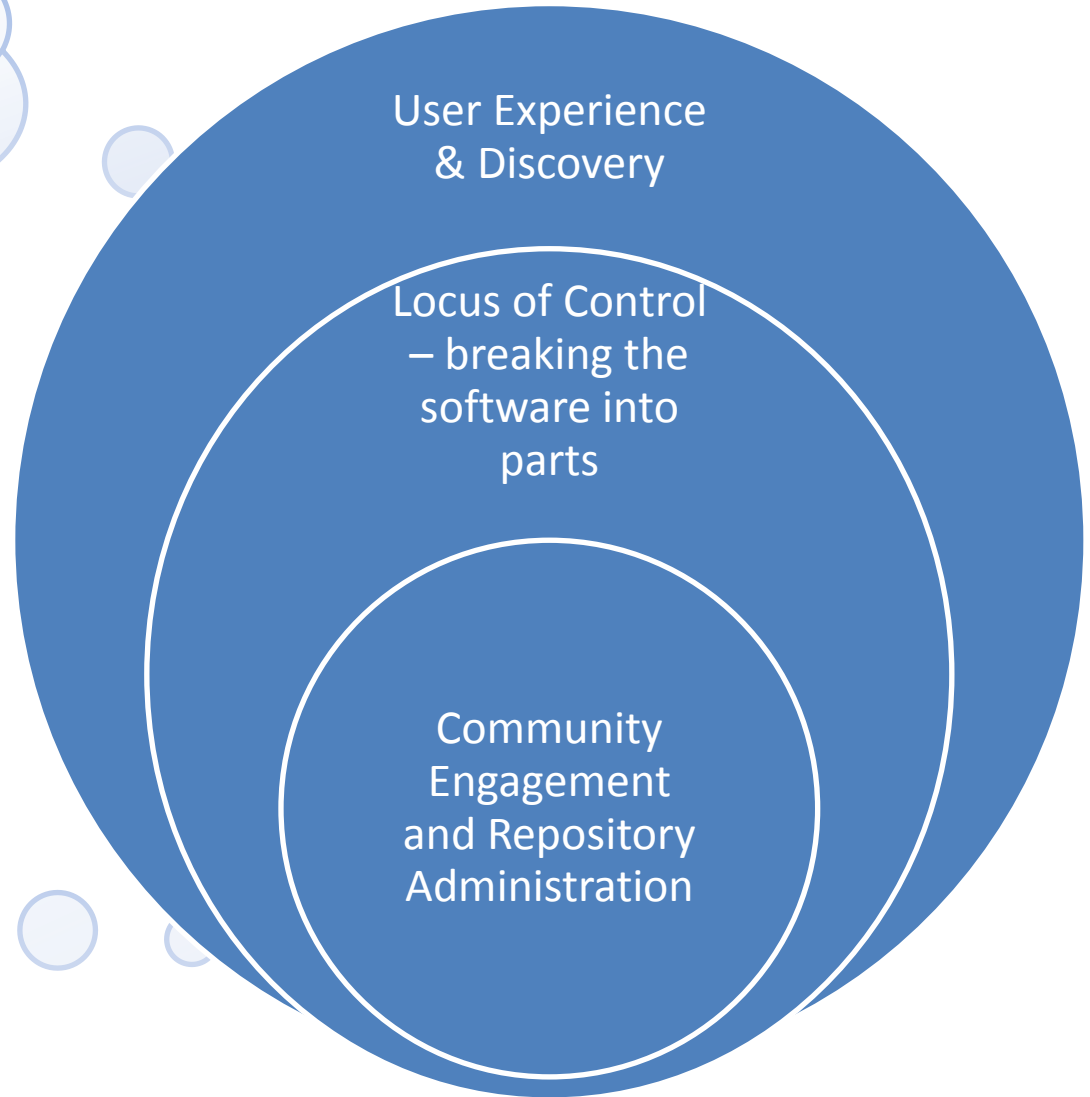 User Experience
& Discovery
Locus of Control
– breaking the
software into
parts
Community
Engagement
and Repository
Administration